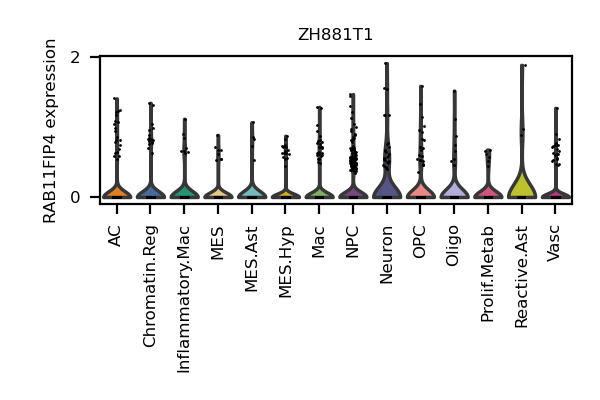 ZH881T1
RAB11FIP4 expression
2
0
AC
Chromatin.Reg
Inflammatory.Mac
MES
MES.Ast
MES.Hyp
Mac
NPC
Neuron
OPC
Oligo
Prolif.Metab
Reactive.Ast
Vasc